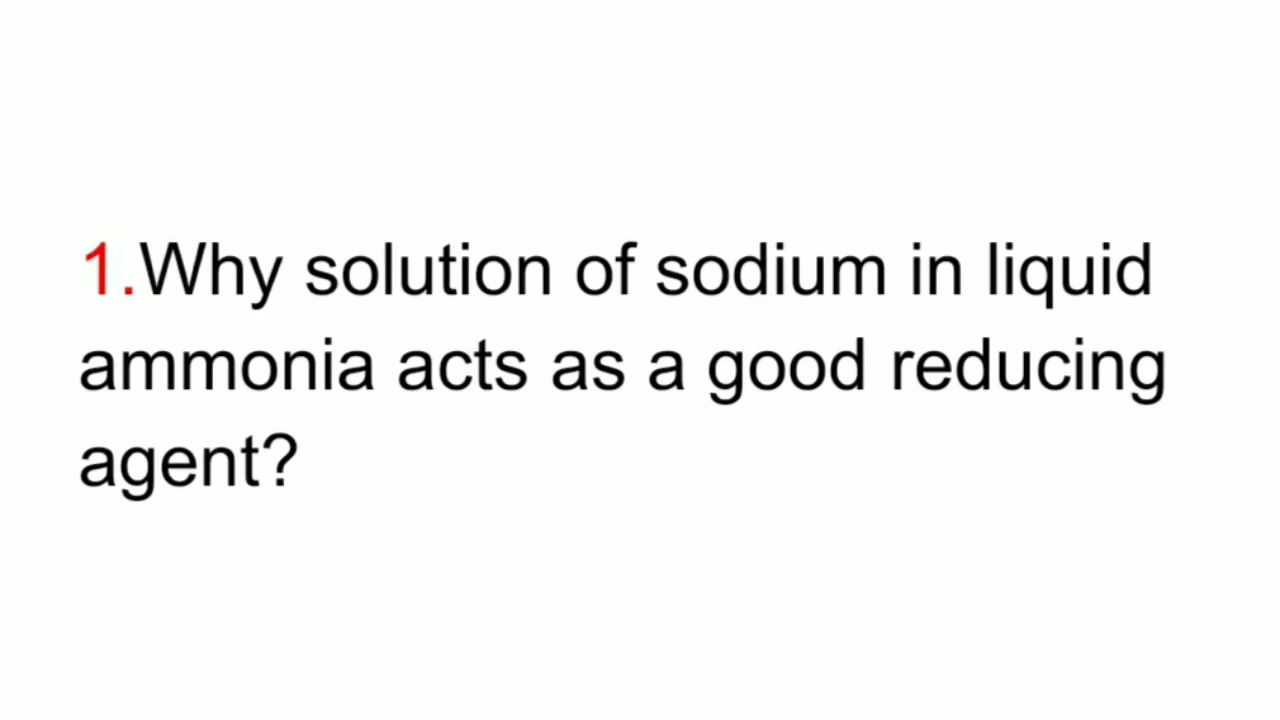 1.Why solution of sodium in liquid
ammonia acts as a good reducing
agent?